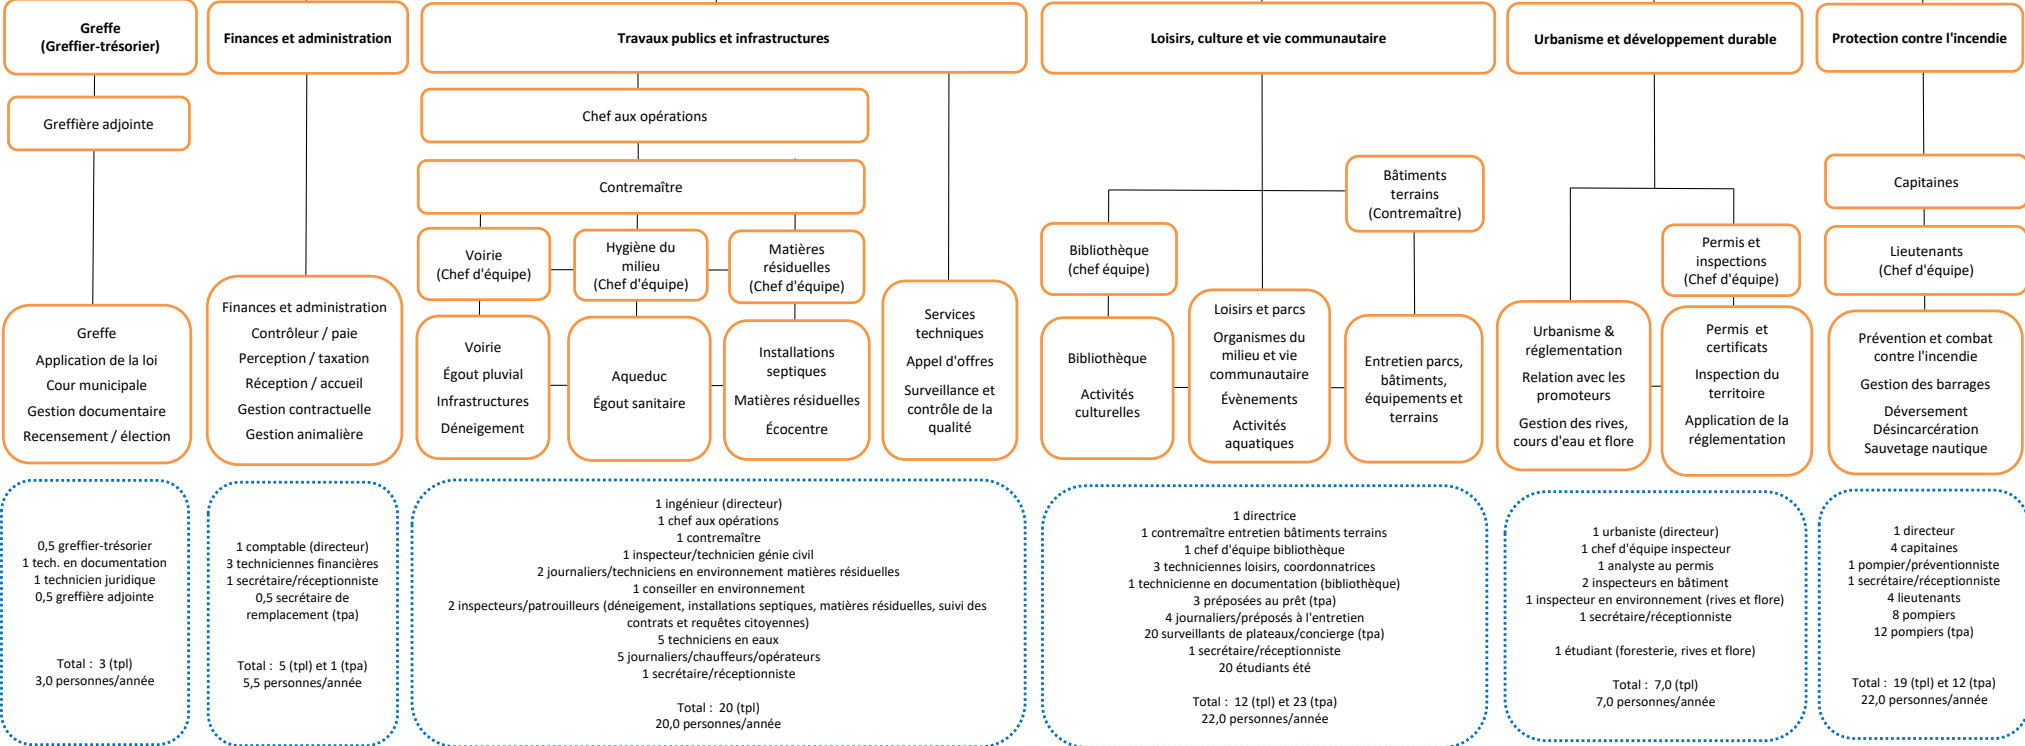 Greffe
(Greffier-trésorier)
Finances et administration
Travaux publics et infrastructures
Loisirs, culture et vie communautaire
Urbanisme et développement durable
Protection contre l'incendie
Greffière adjointe
Chef aux opérations
Contremaître
Bâtiments
terrains
(Contremaître)
Capitaines
Voirie
(Chef d'équipe)
Hygiène du
milieu
(Chef d'équipe)
Matières
résiduelles
(Chef d'équipe)
Bibliothèque
(chef équipe)
Permis et
inspections
(Chef d'équipe)
Lieutenants
(Chef d'équipe)
Greffe
Application de la loi
Cour municipale
Gestion documentaire
Recensement / élection
Finances et administration
Contrôleur / paie
Perception / taxation
Réception / accueil
Gestion contractuelle
Gestion animalière
Voirie
Égout pluvial
Infrastructures
Déneigement
Aqueduc
Égout sanitaire
Installations
septiques
Matières résiduelles
Écocentre
Services
techniques
Appel d'offres
Surveillance et
contrôle de la
qualité
Bibliothèque
Activités
culturelles
Loisirs et parcs
Organismes du
milieu et vie
communautaire
Évènements
Activités
aquatiques
Entretien parcs,
bâtiments,
équipements et
terrains
Urbanisme &
réglementation
Relation avec les
promoteurs
Gestion des rives,
cours d'eau et flore
Permis et
certificats
Inspection du
territoire
Application de la
réglementation
Prévention et combat
contre l'incendie
Gestion des barrages
Déversement
Désincarcération
Sauvetage nautique
0,5 greffier-trésorier
1 tech. en documentation
1 technicien juridique
0,5 greffière adjointe
Total : 3 (tpl)
3,0 personnes/année
1 comptable (directeur)
3 techniciennes financières
1 secrétaire/réceptionniste
0,5 secrétaire de
remplacement (tpa)
Total : 5 (tpl) et 1 (tpa)
5,5 personnes/année
1 ingénieur (directeur)
1 chef aux opérations
1 contremaître
1 inspecteur/technicien génie civil
2 journaliers/techniciens en environnement matières résiduelles
1 conseiller en environnement
2 inspecteurs/patrouilleurs (déneigement, installations septiques, matières résiduelles, suivi des
contrats et requêtes citoyennes)
5 techniciens en eaux
5 journaliers/chauffeurs/opérateurs
1 secrétaire/réceptionniste
Total : 20 (tpl)
20,0 personnes/année
1 directrice
1 contremaître entretien bâtiments terrains
1 chef d'équipe bibliothèque
3 techniciennes loisirs, coordonnatrices
1 technicienne en documentation (bibliothèque)
3 préposées au prêt (tpa)
4 journaliers/préposés à l'entretien
20 surveillants de plateaux/concierge (tpa)
1 secrétaire/réceptionniste
20 étudiants été
Total : 12 (tpl) et 23 (tpa)
22,0 personnes/année
1 urbaniste (directeur)
1 chef d'équipe inspecteur
1 analyste au permis
2 inspecteurs en bâtiment
1 inspecteur en environnement (rives et flore)
1 secrétaire/réceptionniste
1 étudiant (foresterie, rives et flore)
Total : 7,0 (tpl)
7,0 personnes/année
1 directeur
4 capitaines
1 pompier/préventionniste
1 secrétaire/réceptionniste
4 lieutenants
8 pompiers
12 pompiers (tpa)
Total : 19 (tpl) et 12 (tpa)
22,0 personnes/année